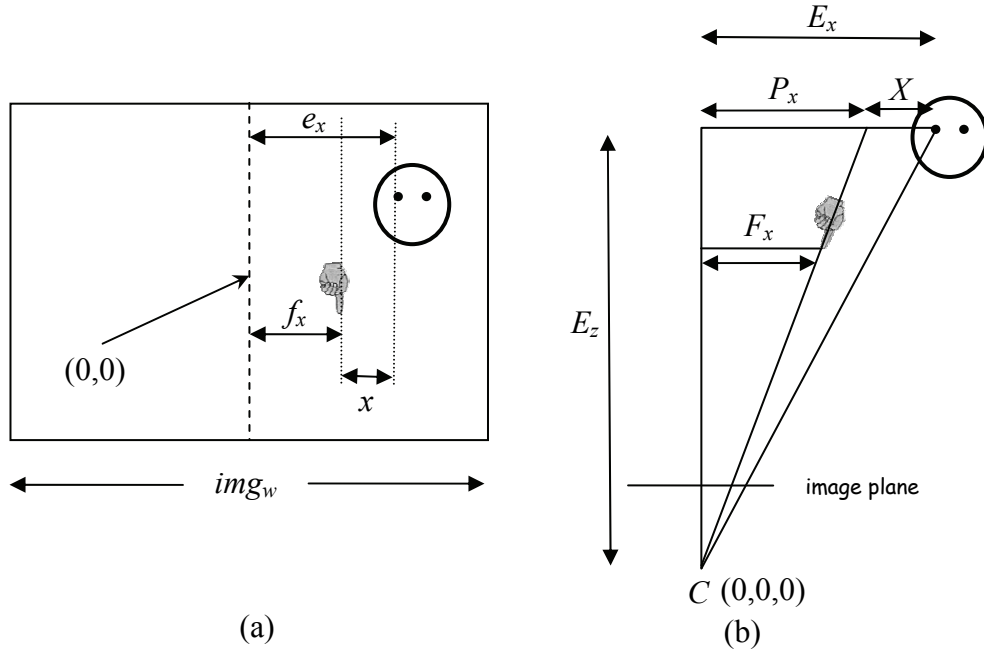 e_x
f_x
(0,0)
x
img_w
(a)
E_x
P_x
X
F_x
E_z
image plane
C (0,0,0)
(b)